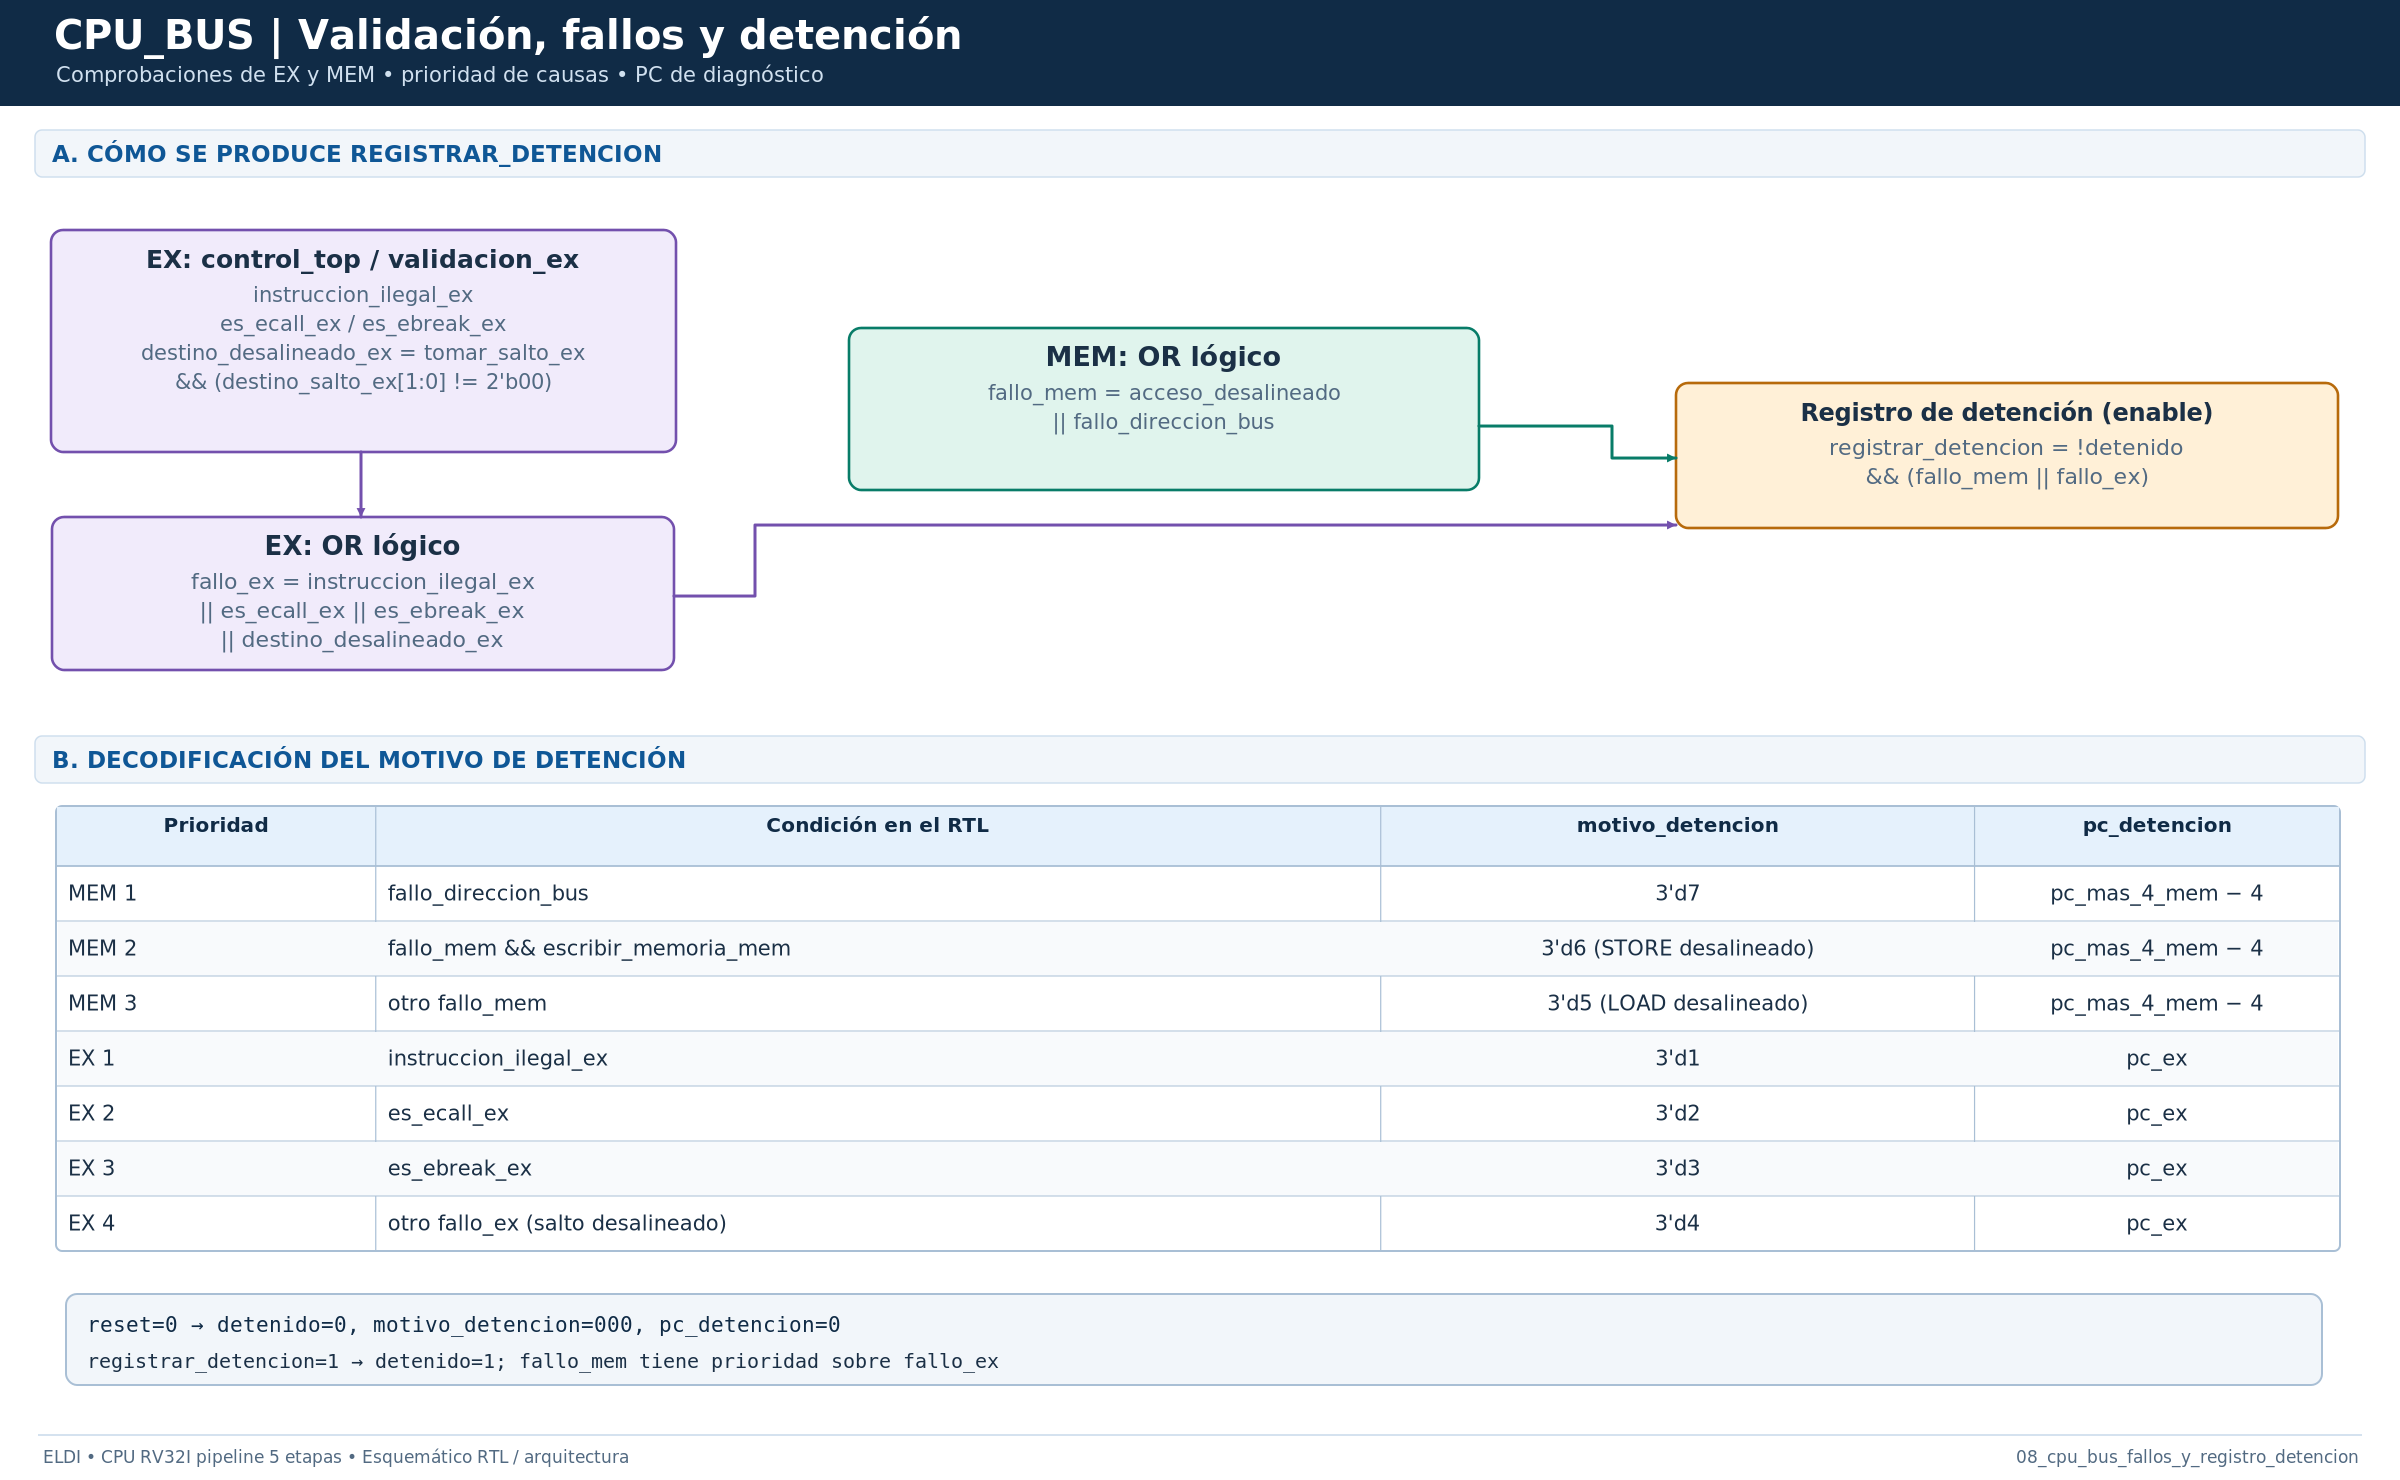 CPU_BUS | Validación, fallos y detención
Comprobaciones de EX y MEM • prioridad de causas • PC de diagnóstico
A. CÓMO SE PRODUCE REGISTRAR_DETENCION
EX: control_top / validacion_ex
instruccion_ilegal_ex
es_ecall_ex / es_ebreak_ex
destino_desalineado_ex = tomar_salto_ex
&& (destino_salto_ex[1:0] != 2'b00)
MEM: OR lógico
fallo_mem = acceso_desalineado
|| fallo_direccion_bus
Registro de detención (enable)
registrar_detencion = !detenido
&& (fallo_mem || fallo_ex)
EX: OR lógico
fallo_ex = instruccion_ilegal_ex
|| es_ecall_ex || es_ebreak_ex
|| destino_desalineado_ex
B. DECODIFICACIÓN DEL MOTIVO DE DETENCIÓN
Prioridad Condición en el RTL motivo_detencion pc_detencion
MEM 1 fallo_direccion_bus 3'd7 pc_mas_4_mem − 4
MEM 2 fallo_mem && escribir_memoria_mem 3'd6 (STORE desalineado) pc_mas_4_mem − 4
MEM 3 otro fallo_mem 3'd5 (LOAD desalineado) pc_mas_4_mem − 4
EX 1 instruccion_ilegal_ex 3'd1 pc_ex
EX 2 es_ecall_ex 3'd2 pc_ex
EX 3 es_ebreak_ex 3'd3 pc_ex
EX 4 otro fallo_ex (salto desalineado) 3'd4 pc_ex
reset=0 → detenido=0, motivo_detencion=000, pc_detencion=0
registrar_detencion=1 → detenido=1; fallo_mem tiene prioridad sobre fallo_ex
ELDI • CPU RV32I pipeline 5 etapas • Esquemático RTL / arquitectura
08_cpu_bus_fallos_y_registro_detencion